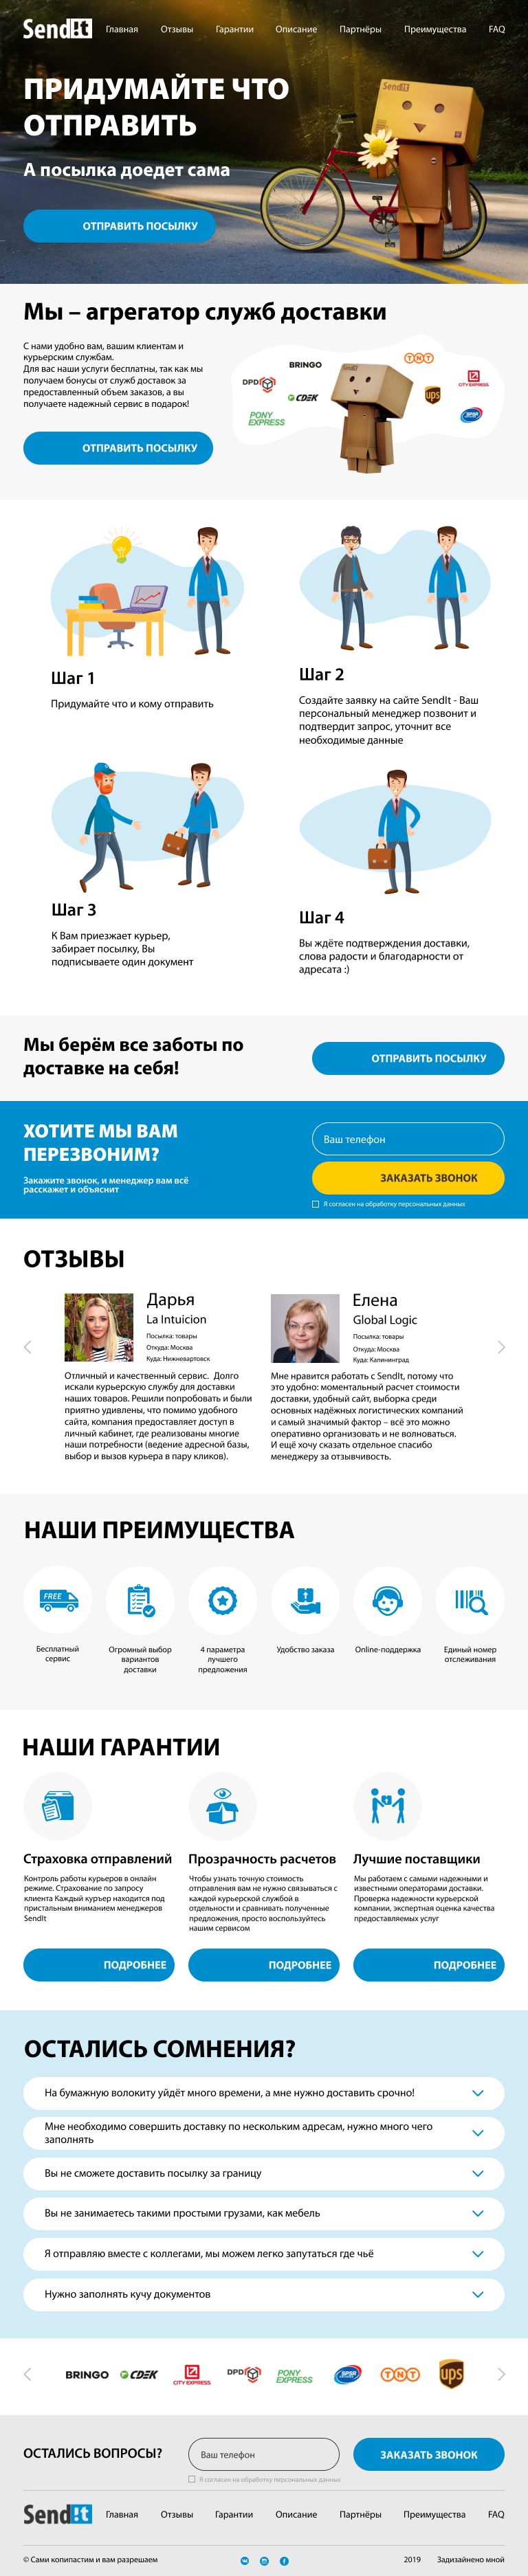 SendIt
Главная Отзывы Гарантии Описание Партнёры Преимущества FAQ
SendIt
ПРИДУМАЙТЕ ЧТО
ОТПРАВИТЬ
А посылка доедет сама
ОТПРАВИТЬ ПОСЫЛКУ
Мы – агрегатор служб доставки
С нами удобно вам, вашим клиентам и
курьерским службам.
Для вас наши услуги бесплатны, так как мы
получаем бонусы от служб доставок за
предоставленный объем заказов, а вы
получаете надежный сервис в подарок!
ОТПРАВИТЬ ПОСЫЛКУ
DPD
BRINGO
CDEK
PONY
EXPRESS
TNT
CITY EXPRESS
ups
SPSR
Шаг 1
Придумайте что и кому отправить
Шаг 2
Создайте заявку на сайте SendIt - Ваш
персональный менеджер позвонит и
подтвердит запрос, уточнит все
необходимые данные
Шаг 3
К Вам приезжает курьер,
забирает посылку, Вы
подписываете один документ
Шаг 4
Вы ждёте подтверждения доставки,
слова радости и благодарности от
адресата :)
Мы берём все заботы по
доставке на себя!
ОТПРАВИТЬ ПОСЫЛКУ
ХОТИТЕ МЫ ВАМ
ПЕРЕЗВОНИМ?
Закажите звонок, и менеджер вам всё
расскажет и объяснит
Ваш телефон
ЗАКАЗАТЬ ЗВОНОК
Я согласен на обработку персональных данных
ОТЗЫВЫ
Дарья
La Intuicion
Посылка: товары
Откуда: Москва
Куда: Нижневартовск
Отличный и качественный сервис. Долго
искали курьерскую службу для доставки
наших товаров. Решили попробовать и были
приятно удивлены, что помимо удобного
сайта, компания предоставляет доступ в
личный кабинет, где реализованы многие
наши потребности (ведение адресной базы,
выбор и вызов курьера в пару кликов).
Елена
Global Logic
Посылка: товары
Откуда: Москва
Куда: Калининград
Мне нравится работать с SendIt, потому что
это удобно: моментальный расчет стоимости
доставки, удобный сайт, выборка среди
основных надёжных логистических компаний
и самый значимый фактор – всё это можно
оперативно организовать и не волноваться.
И ещё хочу сказать отдельное спасибо
менеджеру за отзывчивость.
НАШИ ПРЕИМУЩЕСТВА
FREE
Бесплатный
сервис
Огромный выбор
вариантов
доставки
4 параметра
лучшего
предложения
Удобство заказа
Online-поддержка
Единый номер
отслеживания
НАШИ ГАРАНТИИ
Страховка отправлений
Контроль работы курьеров в онлайн
режиме. Страхование по запросу
клиента Каждый курьер находится под
пристальным вниманием менеджеров
SendIt
ПОДРОБНЕЕ
Прозрачность расчетов
Чтобы узнать точную стоимость
отправления вам не нужно связываться с
каждой курьерской службой в
отдельности и сравнивать полученные
предложения, просто воспользуйтесь
нашим сервисом
ПОДРОБНЕЕ
Лучшие поставщики
Мы работаем с самыми надежными и
известными операторами доставки.
Проверка надежности курьерской
компании, экспертная оценка качества
предоставляемых услуг
ПОДРОБНЕЕ
ОСТАЛИСЬ СОМНЕНИЯ?
На бумажную волокиту уйдёт много времени, а мне нужно доставить срочно!
Мне необходимо совершить доставку по нескольким адресам, нужно много чего
заполнять
Вы не сможете доставить посылку за границу
Вы не занимаетесь такими простыми грузами, как мебель
Я отправляю вместе с коллегами, мы можем легко запутаться где чьё
Нужно заполнять кучу документов
BRINGO
CDEK
CITY EXPRESS
DPD
PONY
EXPRESS
SPSR
TNT
ups
ОСТАЛИСЬ ВОПРОСЫ?
Ваш телефон
ЗАКАЗАТЬ ЗВОНОК
Я согласен на обработку персональных данных
SendIt
Главная Отзывы Гарантии Описание Партнёры Преимущества FAQ
© Сами копипастим и вам разрешаем
2019 Задизайнено мной